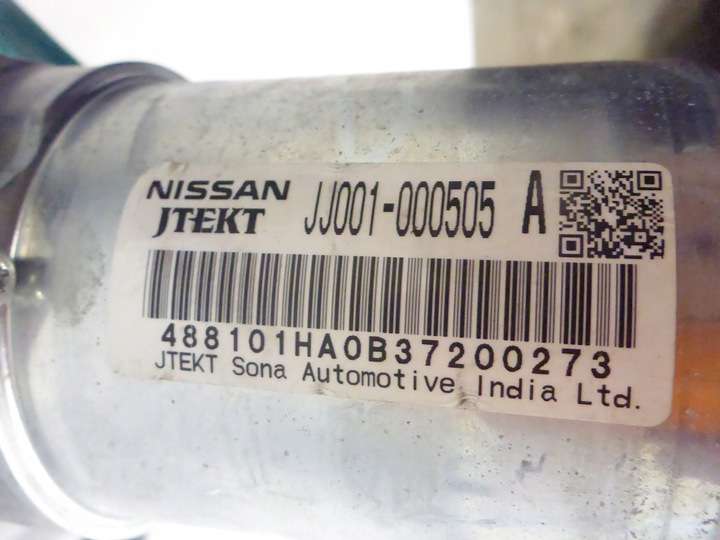 NISSAN JJ001-000505 A
JTEKT
488101HA0B37200273
JTEKT Sona Automotive India Ltd.